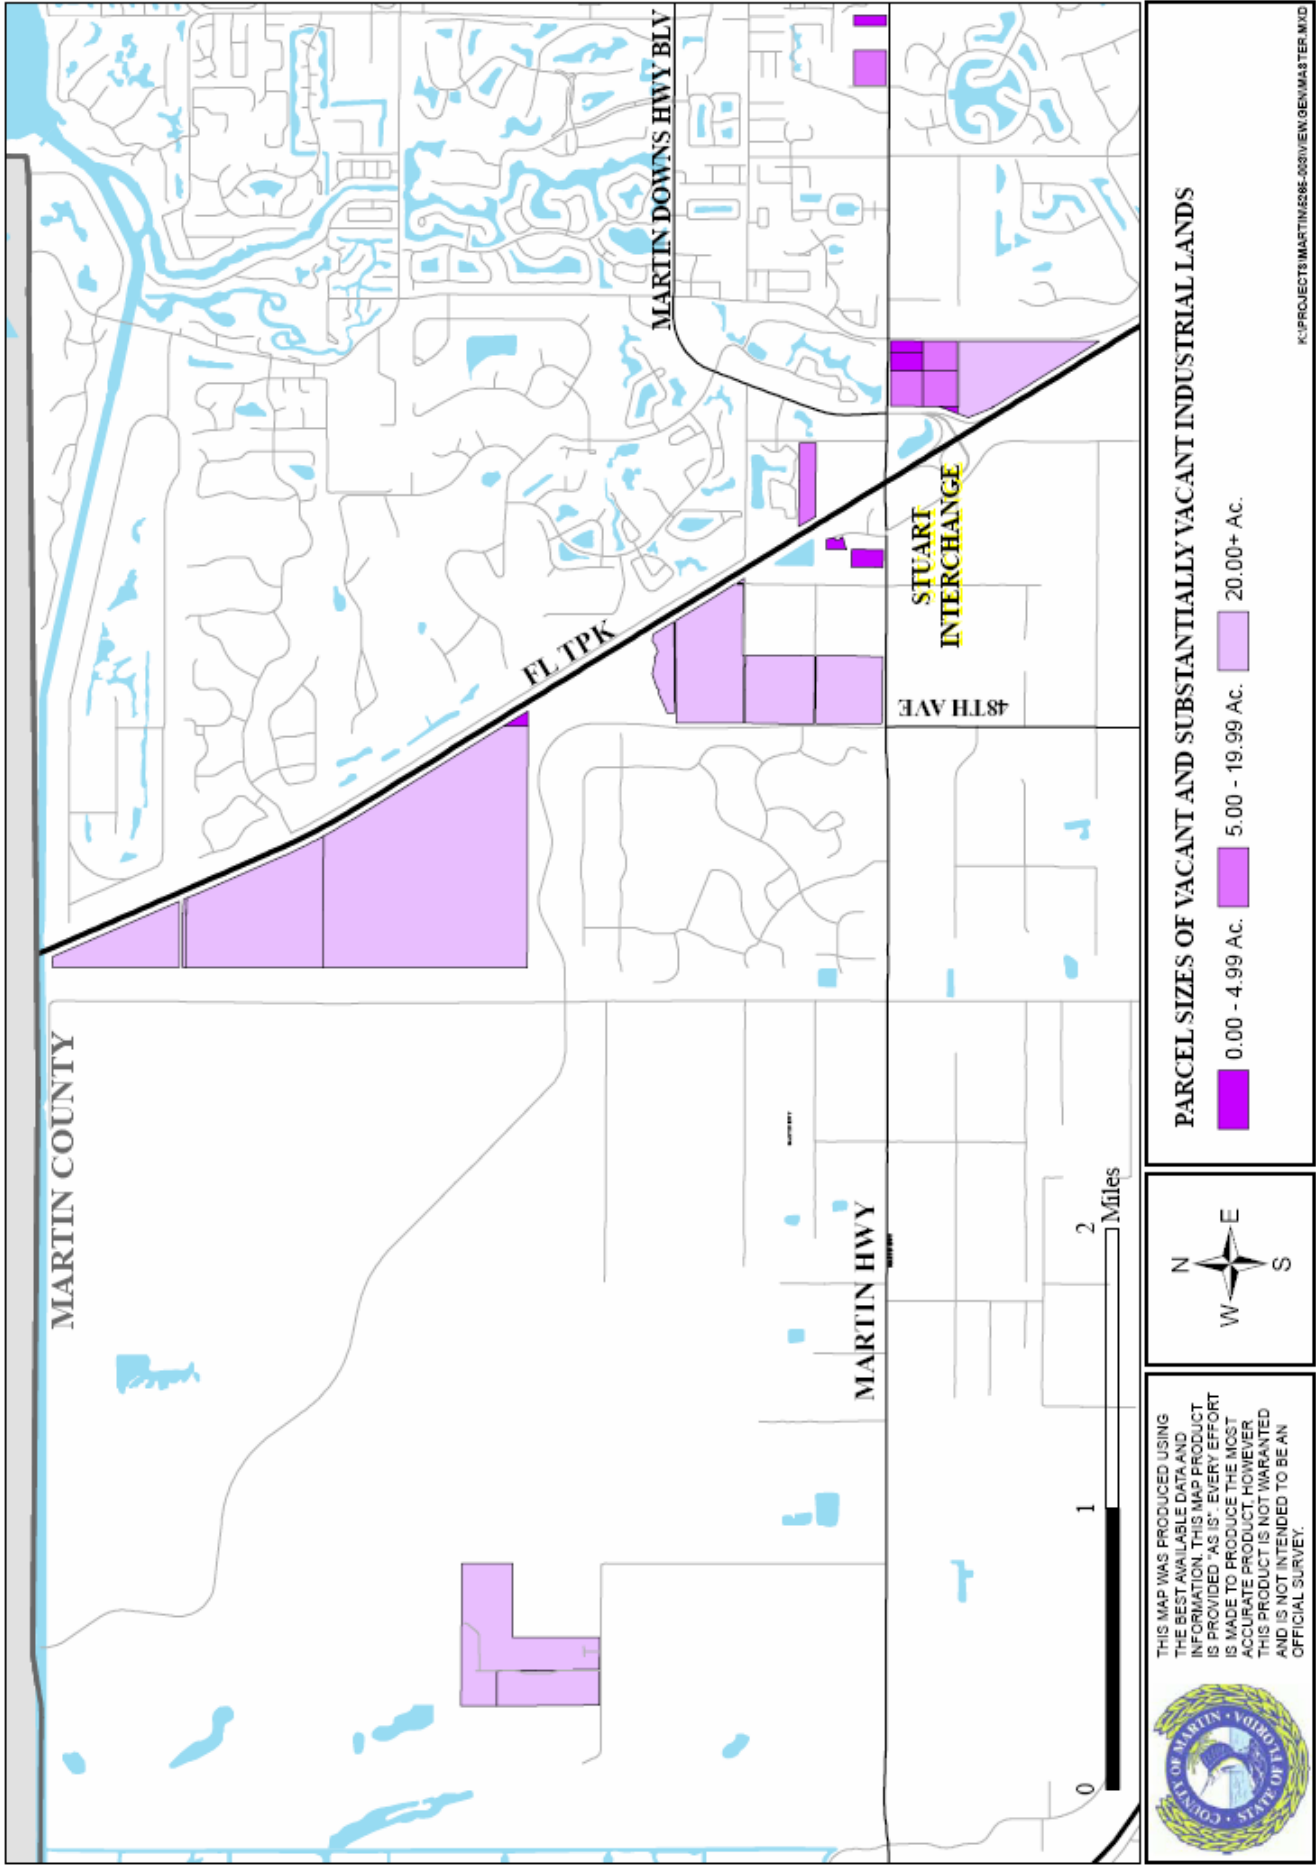 MARTIN COUNTY
MARTIN DOWNS HWY BLV
FL TPK
STUART
INTERCHANGE
48TH AVE
MARTIN HWY
0 1 2
Miles
THIS MAP WAS PRODUCED USING
THE BEST AVAILABLE DATA AND
INFORMATION. THIS MAP PRODUCT
IS PROVIDED "AS IS". EVERY EFFORT
IS MADE TO PRODUCE THE MOST
ACCURATE PRODUCT, HOWEVER
THIS PRODUCT IS NOT WARANTED
AND IS NOT INTENDED TO BE AN
OFFICIAL SURVEY.
COUNTY OF MARTIN • STATE OF FLORIDA •
N
W E
S
PARCEL SIZES OF VACANT AND SUBSTANTIALLY VACANT INDUSTRIAL LANDS
0.00 - 4.99 Ac. 5.00 - 19.99 Ac. 20.00+ Ac.